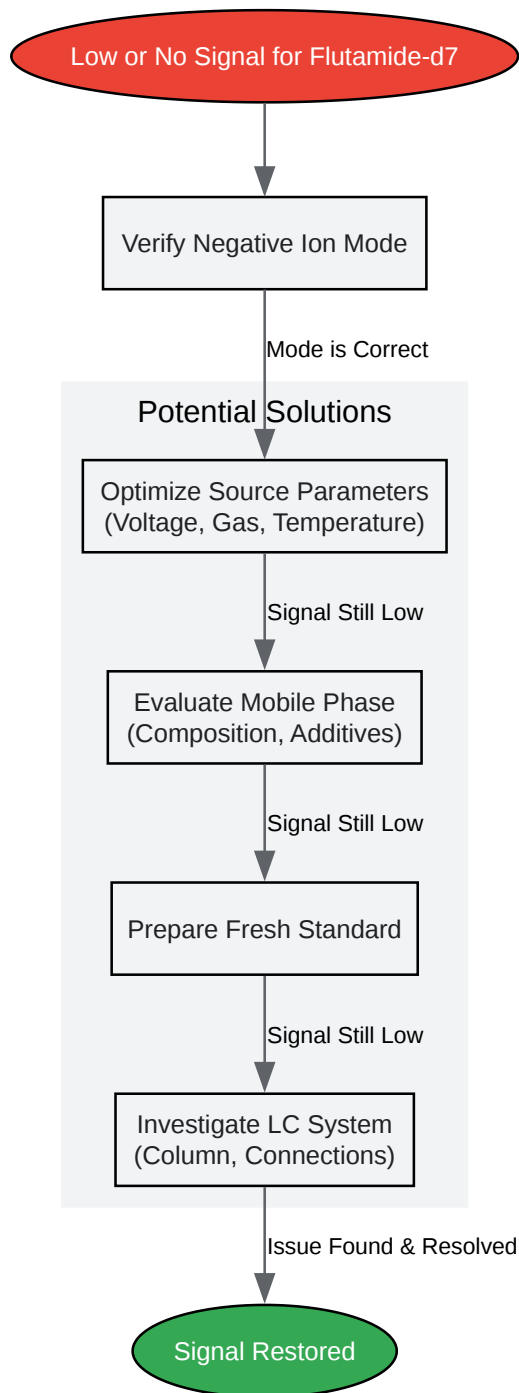 Low or No Signal for Flutamide-d7
Verify Negative Ion Mode
Mode is Correct
Potential Solutions
Optimize Source Parameters
(Voltage, Gas, Temperature)
Signal Still Low
Evaluate Mobile Phase
(Composition, Additives)
Signal Still Low
Prepare Fresh Standard
Signal Still Low
Investigate LC System
(Column, Connections)
Issue Found & Resolved
Signal Restored